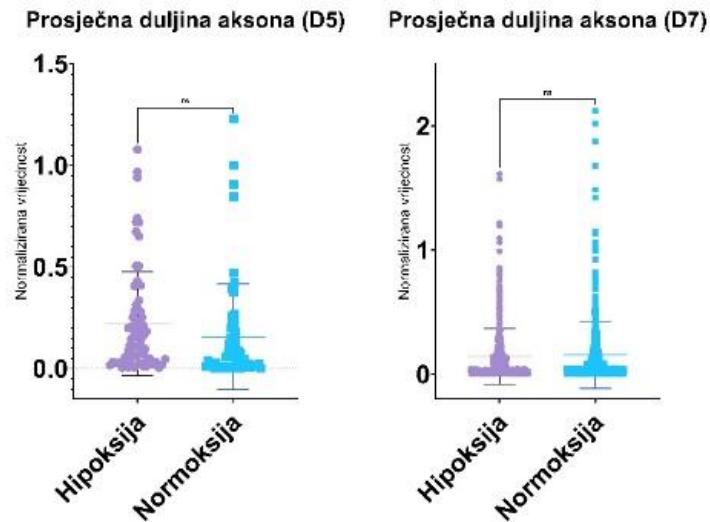 Prosječna duljina aksona (D5)
Normalizirana vrijednost
1.5
1.0
0.5
0.0
ns
Hipoksija
Normoksija
Prosječna duljina aksona (D7)
Normalizirana vrijednost
2
1
0
ns
Hipoksija
Normoksija